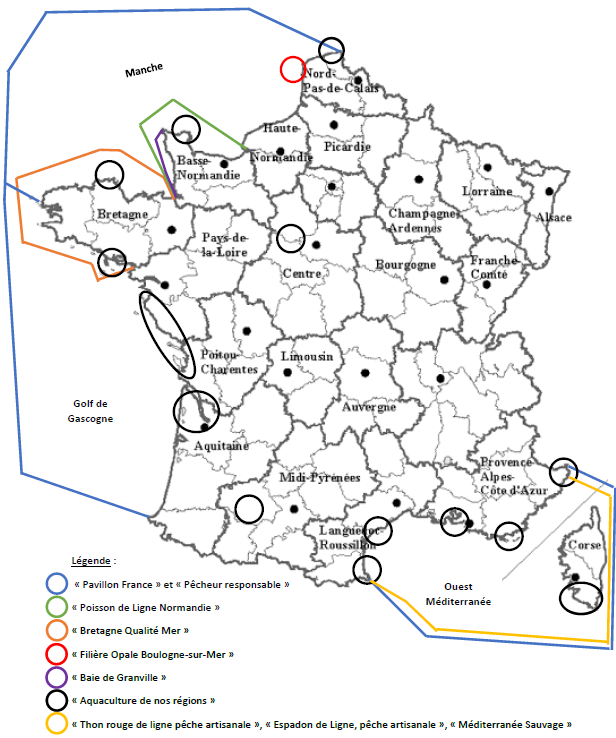 Manche
Nord-
Pas-de-Calais
Haute-
Normandie
Picardie
Basse-
Normandie
Lorraine
Alsace
Bretagne
Champagne
Ardennes
Pays-de-
la-Loire
Centre
Bourgogne
Franche-
Comté
Poitou-
Charentes
Limousin
Auvergne
Golf de
Gascogne
Aquitaine
Midi-Pyrénées
Provence
Alpes-
Côte d'Azur
Languedoc-
Roussillon
Corse
Ouest
Méditerranée
Légende :
« Pavillon France » et « Pêcheur responsable »
« Poisson de Ligne Normandie »
« Bretagne Qualité Mer »
« Filière Opale Boulogne-sur-Mer »
« Baie de Granville »
« Aquaculture de nos régions »
« Thon rouge de ligne pêche artisanale », « Espadon de Ligne, pêche artisanale », « Méditerranée Sauvage »